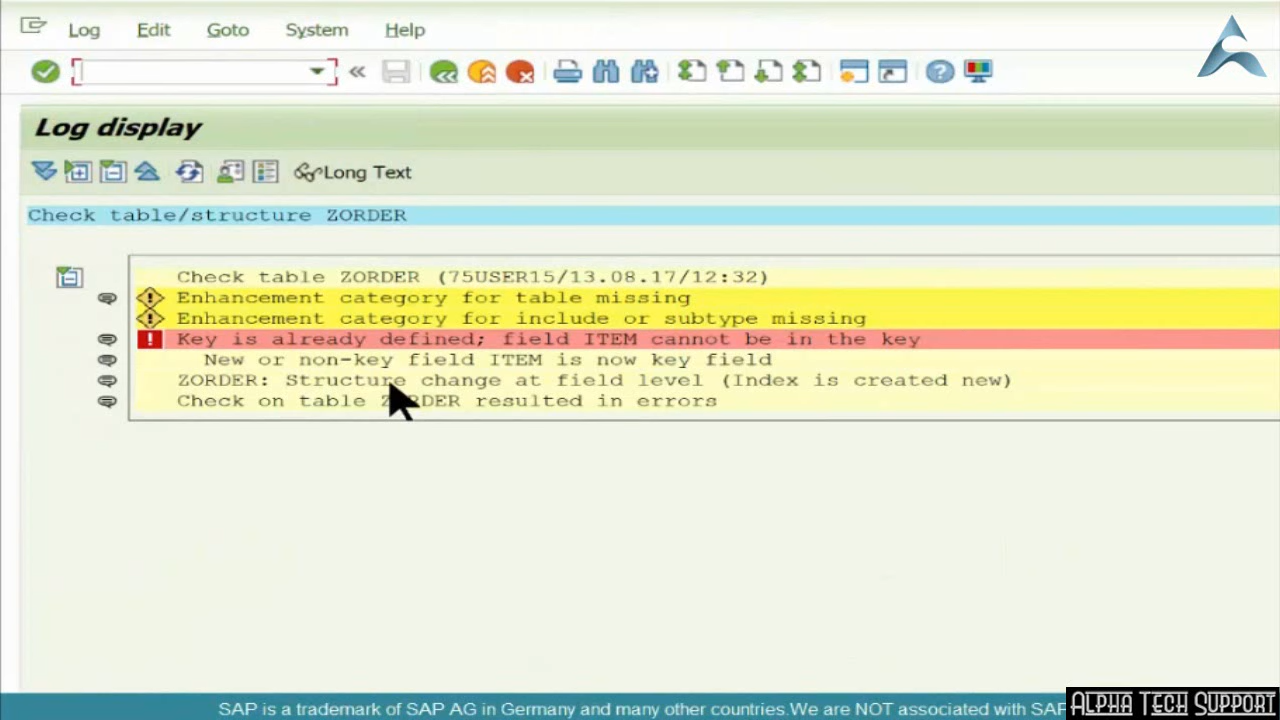 Log Edit Goto System Help
Log display
Long Text
Check table/structure ZORDER
Check table ZORDER (75USER15/13.08.17/12:32)
Enhancement category for table missing
Enhancement category for include or subtype missing
Key is already defined; field ITEM cannot be in the key
New or non-key field ITEM is now key field
ZORDER: Structure change at field level (Index is created new)
Check on table ZORDER resulted in errors
SAP is a trademark of SAP AG in Germany and many other countries.We are NOT associated with SAP
Alpha Tech Support